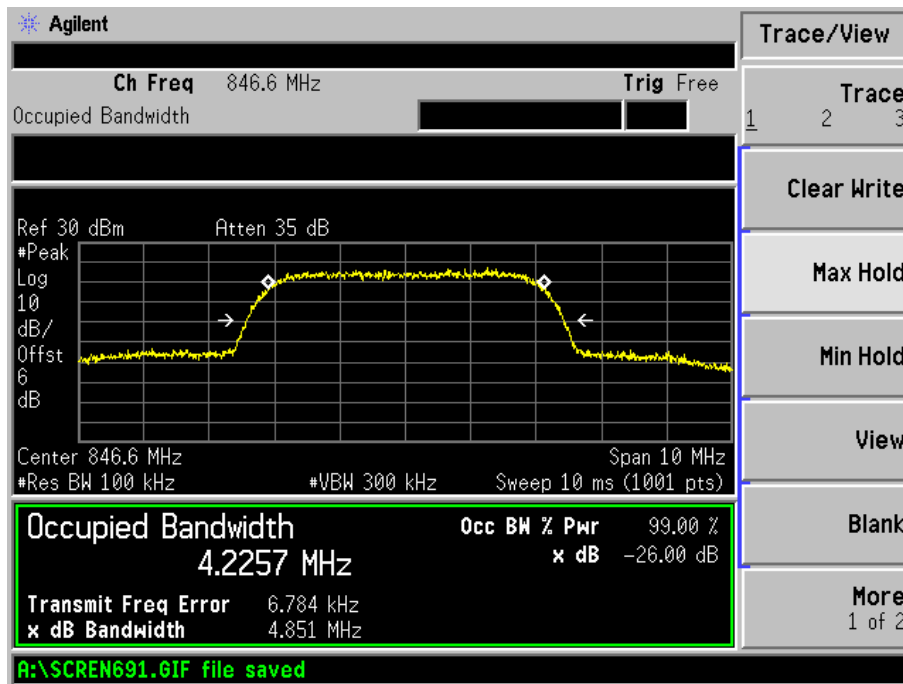 Agilent
Trace/View
Ch Freq 846.6 MHz Trig Free
Occupied Bandwidth
Trace
1 2 3
Clear Write
Max Hold
Min Hold
View
Blank
More
1 of 2
Ref 30 dBm Atten 35 dB
#Peak
Log
10
dB/
Offst
6
dB
Center 846.6 MHz Span 10 MHz
#Res BW 100 kHz #VBW 300 kHz Sweep 10 ms (1001 pts)
Occupied Bandwidth
4.2257 MHz
Occ BW % Pwr 99.00 %
x dB -26.00 dB
Transmit Freq Error 6.784 kHz
x dB Bandwidth 4.851 MHz
A:\SCREN691.GIF file saved